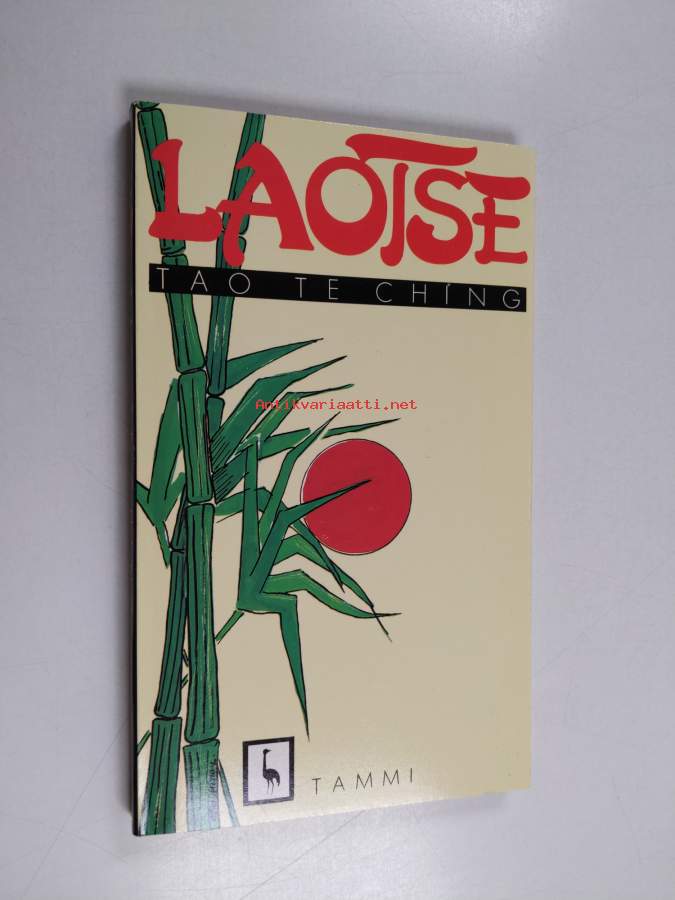 LAOTSE
TAO TE CHING
Antikvariaatti.net
TAMMI